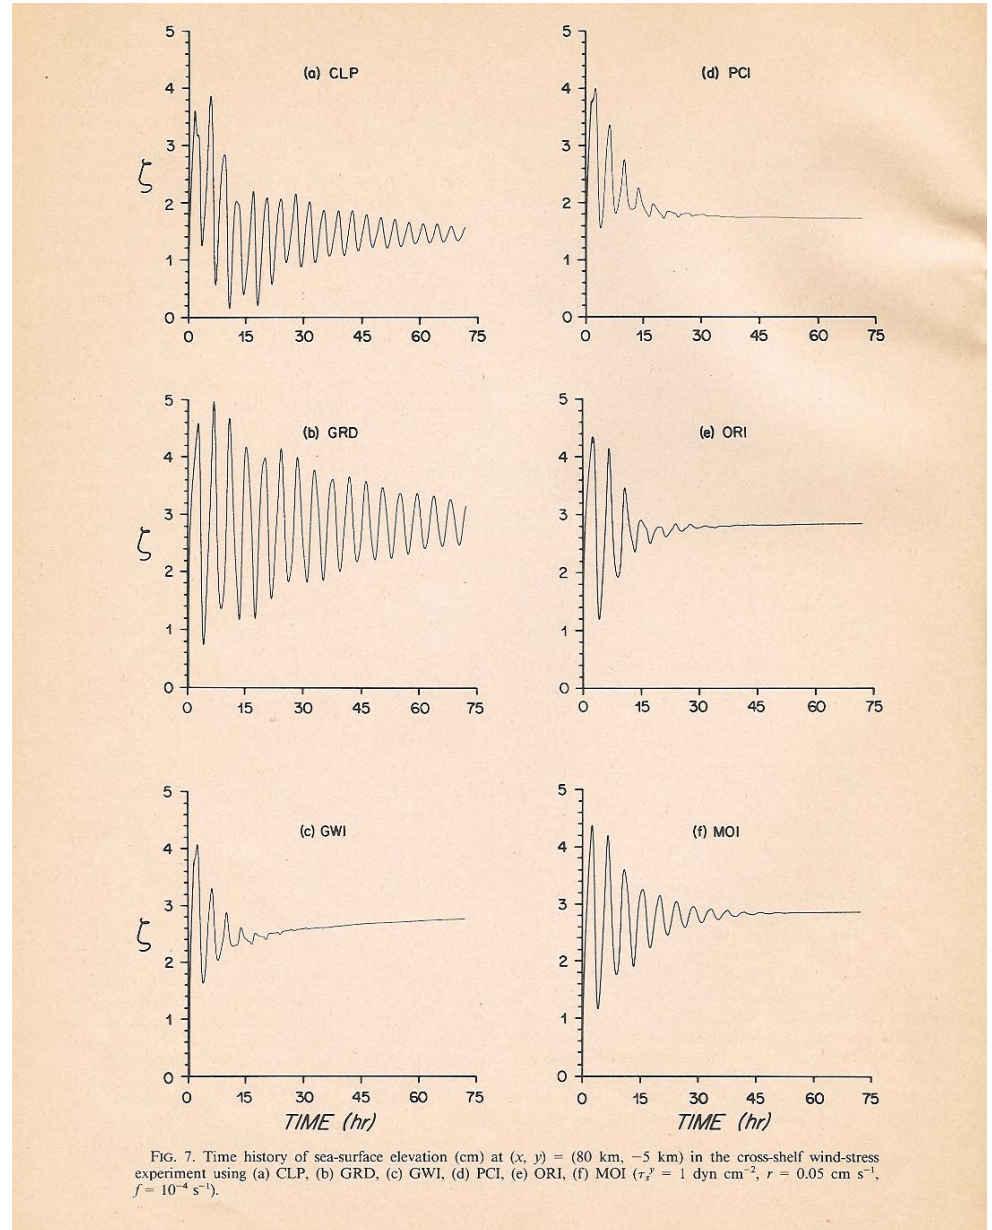 (a) CLP
5
4
3
2
1
0
ζ
0 15 30 45 60 75
(d) PCI
5
4
3
2
1
0
0 15 30 45 60 75
(b) GRD
5
4
3
2
1
0
ζ
0 15 30 45 60 75
(e) ORI
5
4
3
2
1
0
0 15 30 45 60 75
(c) GWI
5
4
3
2
1
0
ζ
0 15 30 45 60 75
TIME (hr)
(f) MOI
5
4
3
2
1
0
0 15 30 45 60 75
TIME (hr)
FIG. 7. Time history of sea-surface elevation (cm) at (x, y) = (80 km, −5 km) in the cross-shelf wind-stress
experiment using (a) CLP, (b) GRD, (c) GWI, (d) PCI, (e) ORI, (f) MOI (τₛʸ = 1 dyn cm⁻², r = 0.05 cm s⁻¹,
f = 10⁻⁴ s⁻¹).